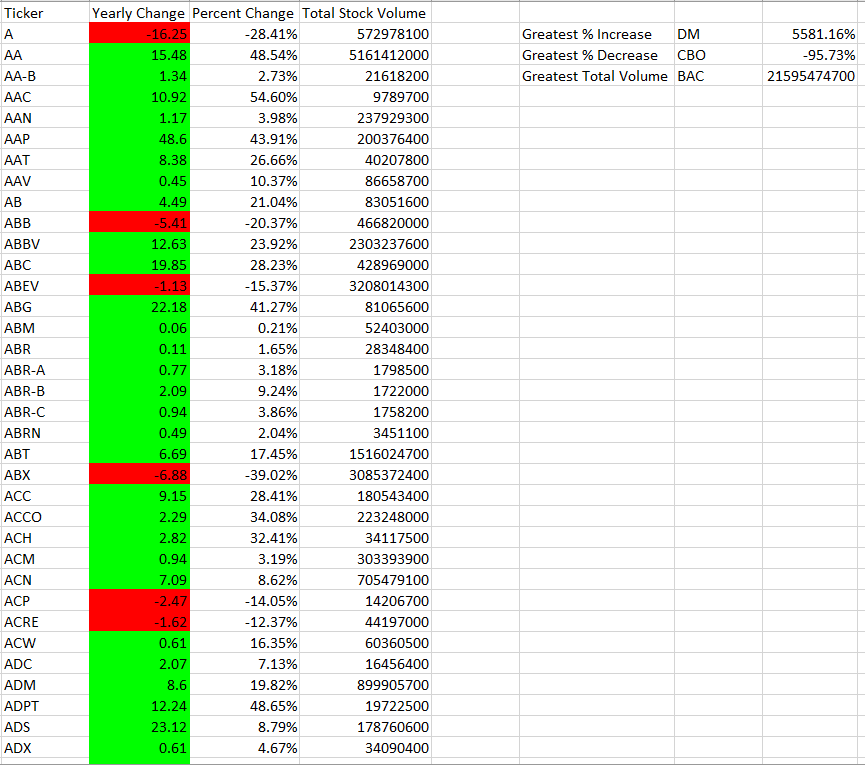 Ticker Yearly Change Percent Change Total Stock Volume
A -16.25 -28.41% 572978100 Greatest % Increase DM 5581.16%
AA 15.48 48.54% 5161412000 Greatest % Decrease CBO -95.73%
AA-B 1.34 2.73% 21618200 Greatest Total Volume BAC 21595474700
AAC 10.92 54.60% 9789700
AAN 1.17 3.98% 237929300
AAP 48.6 43.91% 200376400
AAT 8.38 26.66% 40207800
AAV 0.45 10.37% 86658700
AB 4.49 21.04% 83051600
ABB -5.41 -20.37% 466820000
ABBV 12.63 23.92% 2303237600
ABC 19.85 28.23% 428969000
ABEV -1.13 -15.37% 3208014300
ABG 22.18 41.27% 81065600
ABM 0.06 0.21% 52403000
ABR 0.11 1.65% 28348400
ABR-A 0.77 3.18% 1798500
ABR-B 2.09 9.24% 1722000
ABR-C 0.94 3.86% 1758200
ABRN 0.49 2.04% 3451100
ABT 6.69 17.45% 1516024700
ABX -6.88 -39.02% 3085372400
ACC 9.15 28.41% 180543400
ACCO 2.29 34.08% 223248000
ACH 2.82 32.41% 34117500
ACM 0.94 3.19% 303393900
ACN 7.09 8.62% 705479100
ACP -2.47 -14.05% 14206700
ACRE -1.62 -12.37% 44197000
ACW 0.61 16.35% 60360500
ADC 2.07 7.13% 16456400
ADM 8.6 19.82% 899905700
ADPT 12.24 48.65% 19722500
ADS 23.12 8.79% 178760600
ADX 0.61 4.67% 34090400